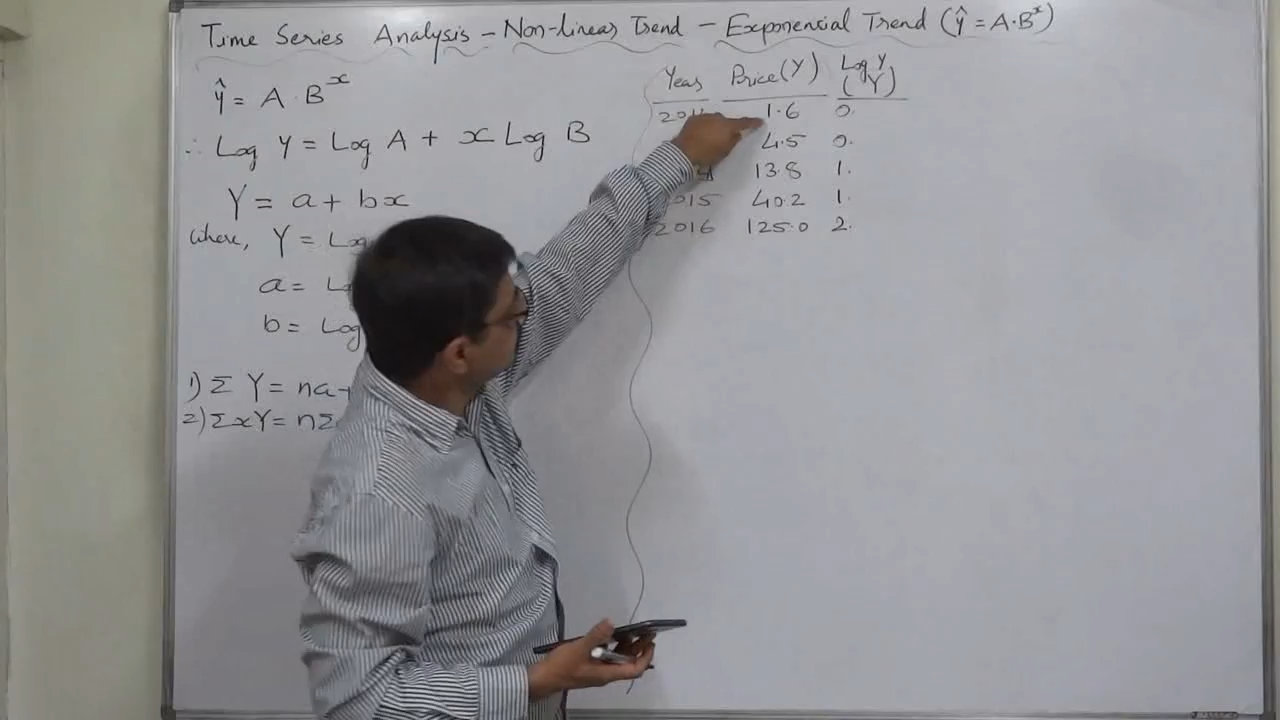 Time Series Analysis - Non-linear Trend - Exponential Trend (ŷ = A·Bˣ)
ŷ = A·Bˣ
∴ Log Y = Log A + x Log B
Y = a + bx
where, Y =
a =
b = Log
1) Σ Y = na +
2) ΣxY = nΣ
Year Price(Y) Log Y (Y)
1.6 0.
4.5 0.
13.8 1.
2015 40.2 1.
2016 125.0 2.